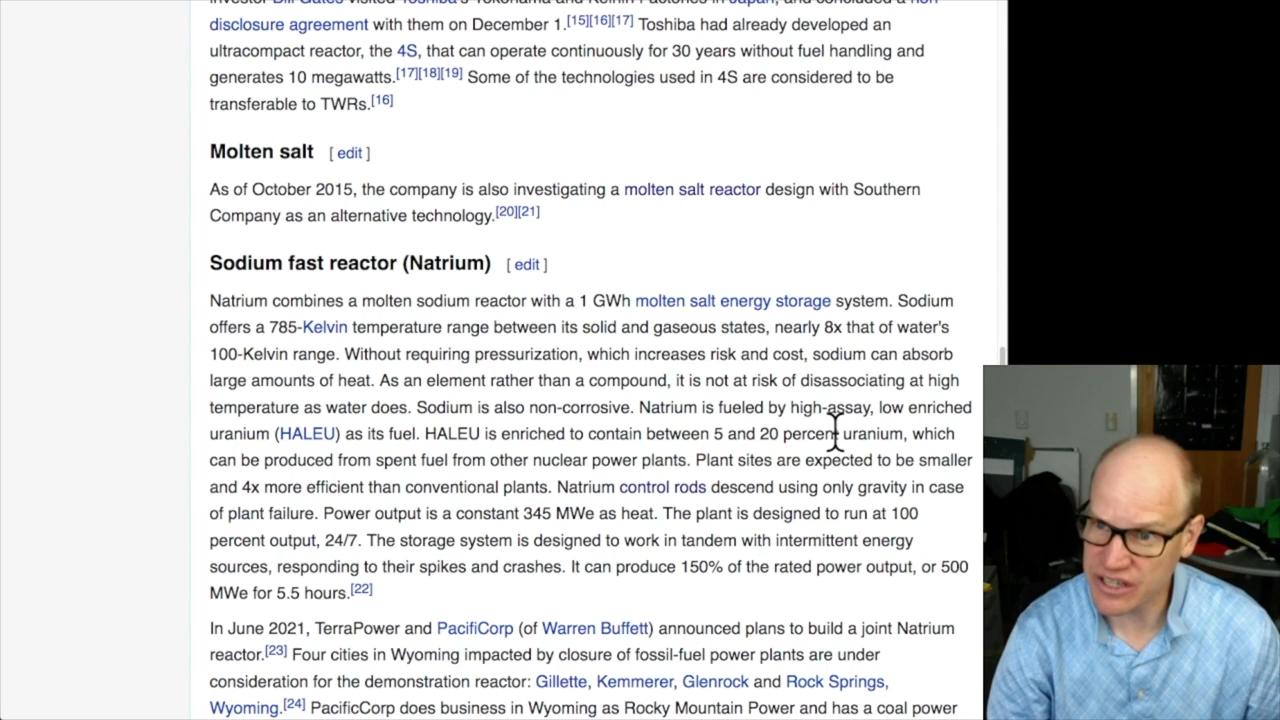 disclosure agreement with them on December 1.[15][16][17] Toshiba had already developed an
ultracompact reactor, the 4S, that can operate continuously for 30 years without fuel handling and
generates 10 megawatts.[17][18][19] Some of the technologies used in 4S are considered to be
transferable to TWRs.[16]
Molten salt [ edit ]
As of October 2015, the company is also investigating a molten salt reactor design with Southern
Company as an alternative technology.[20][21]
Sodium fast reactor (Natrium) [ edit ]
Natrium combines a molten sodium reactor with a 1 GWh molten salt energy storage system. Sodium
offers a 785-Kelvin temperature range between its solid and gaseous states, nearly 8x that of water's
100-Kelvin range. Without requiring pressurization, which increases risk and cost, sodium can absorb
large amounts of heat. As an element rather than a compound, it is not at risk of disassociating at high
temperature as water does. Sodium is also non-corrosive. Natrium is fueled by high-assay, low enriched
uranium (HALEU) as its fuel. HALEU is enriched to contain between 5 and 20 percent uranium, which
can be produced from spent fuel from other nuclear power plants. Plant sites are expected to be smaller
and 4x more efficient than conventional plants. Natrium control rods descend using only gravity in case
of plant failure. Power output is a constant 345 MWe as heat. The plant is designed to run at 100
percent output, 24/7. The storage system is designed to work in tandem with intermittent energy
sources, responding to their spikes and crashes. It can produce 150% of the rated power output, or 500
MWe for 5.5 hours.[22]
In June 2021, TerraPower and PacifiCorp (of Warren Buffett) announced plans to build a joint Natrium
reactor.[23] Four cities in Wyoming impacted by closure of fossil-fuel power plants are under
consideration for the demonstration reactor: Gillette, Kemmerer, Glenrock and Rock Springs,
Wyoming.[24] PacificCorp does business in Wyoming as Rocky Mountain Power and has a coal power